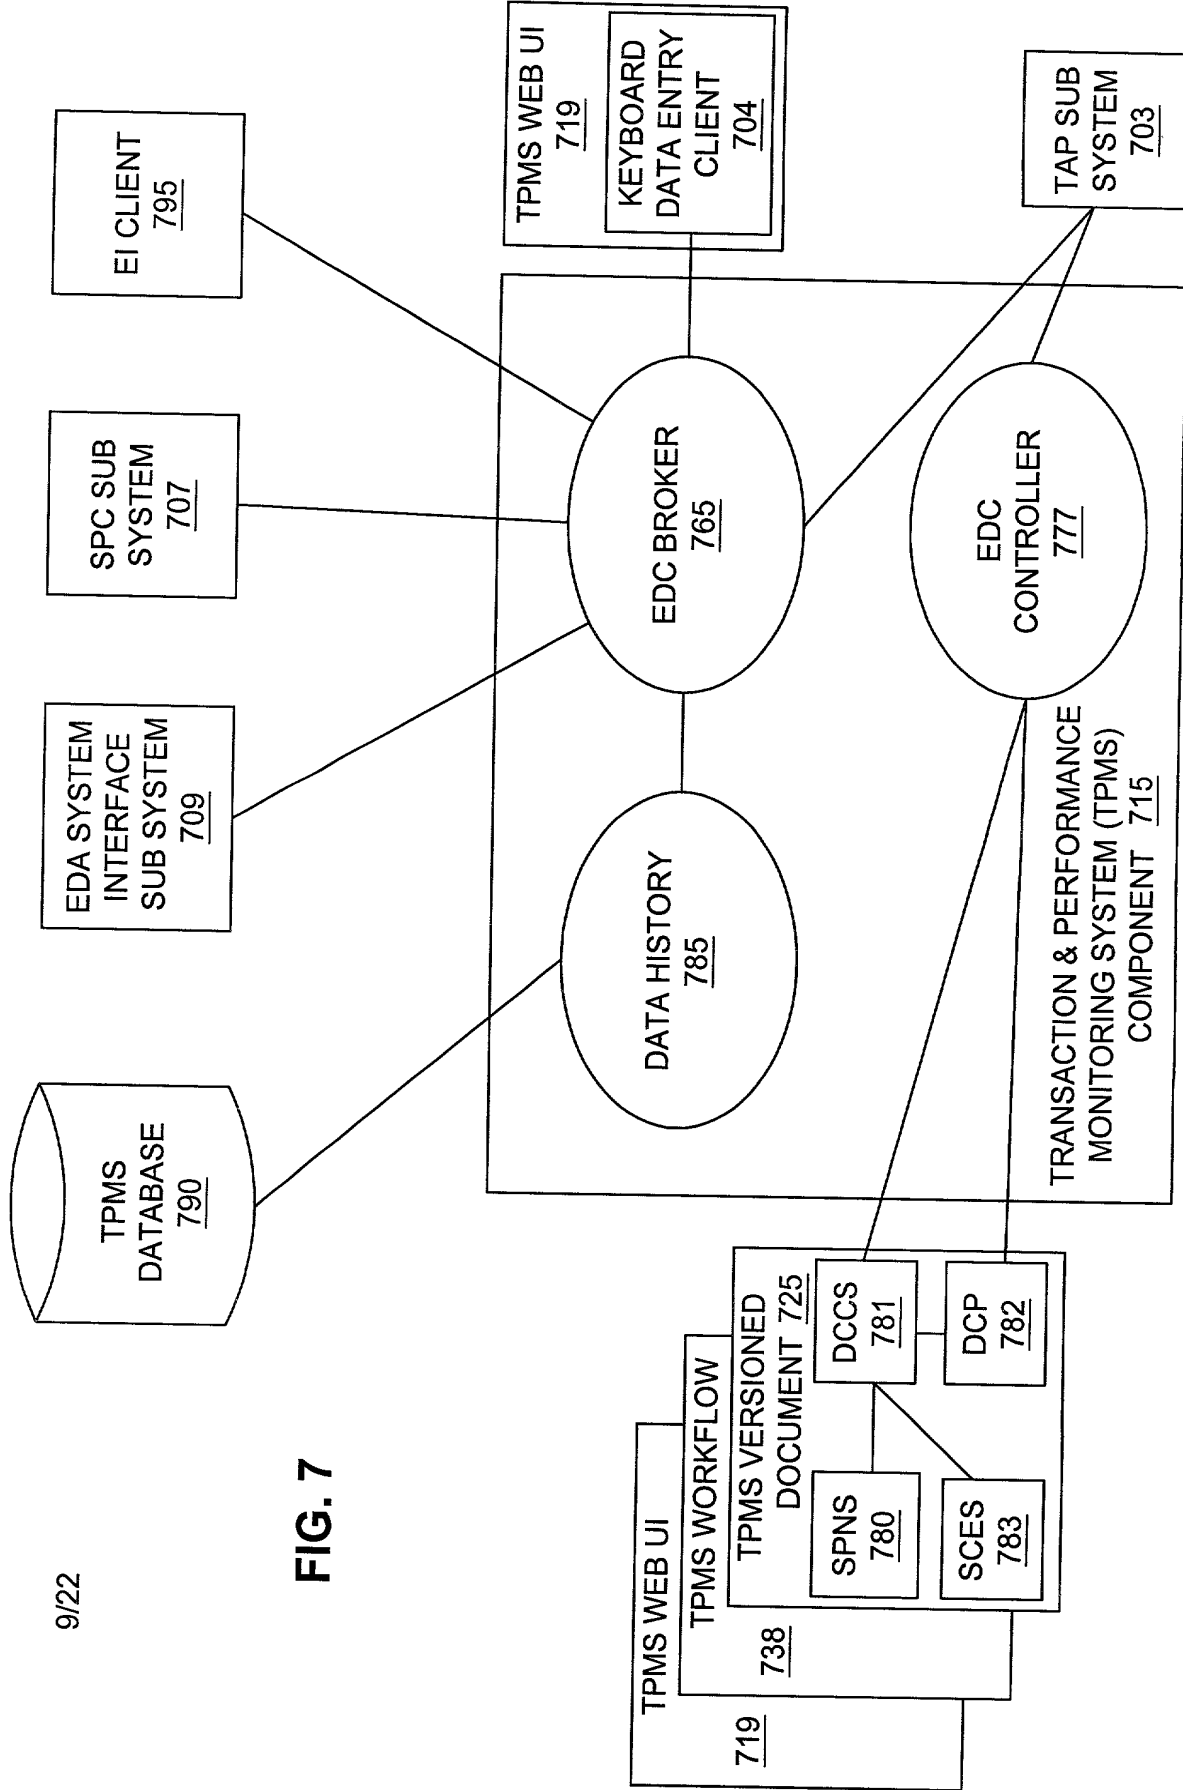 9/22
FIG. 7
TPMS
DATABASE
790
EDA SYSTEM
INTERFACE
SUB SYSTEM
709
SPC SUB
SYSTEM
707
EI CLIENT
795
TPMS WEB UI
719
KEYBOARD
DATA ENTRY
CLIENT
704
DATA HISTORY
785
EDC BROKER
765
EDC
CONTROLLER
777
TAP SUB
SYSTEM
703
TRANSACTION & PERFORMANCE
MONITORING SYSTEM (TPMS)
COMPONENT 715
TPMS WEB UI
719
TPMS WORKFLOW
738
TPMS VERSIONED
DOCUMENT 725
SPNS
780
DCCS
781
SCES
783
DCP
782